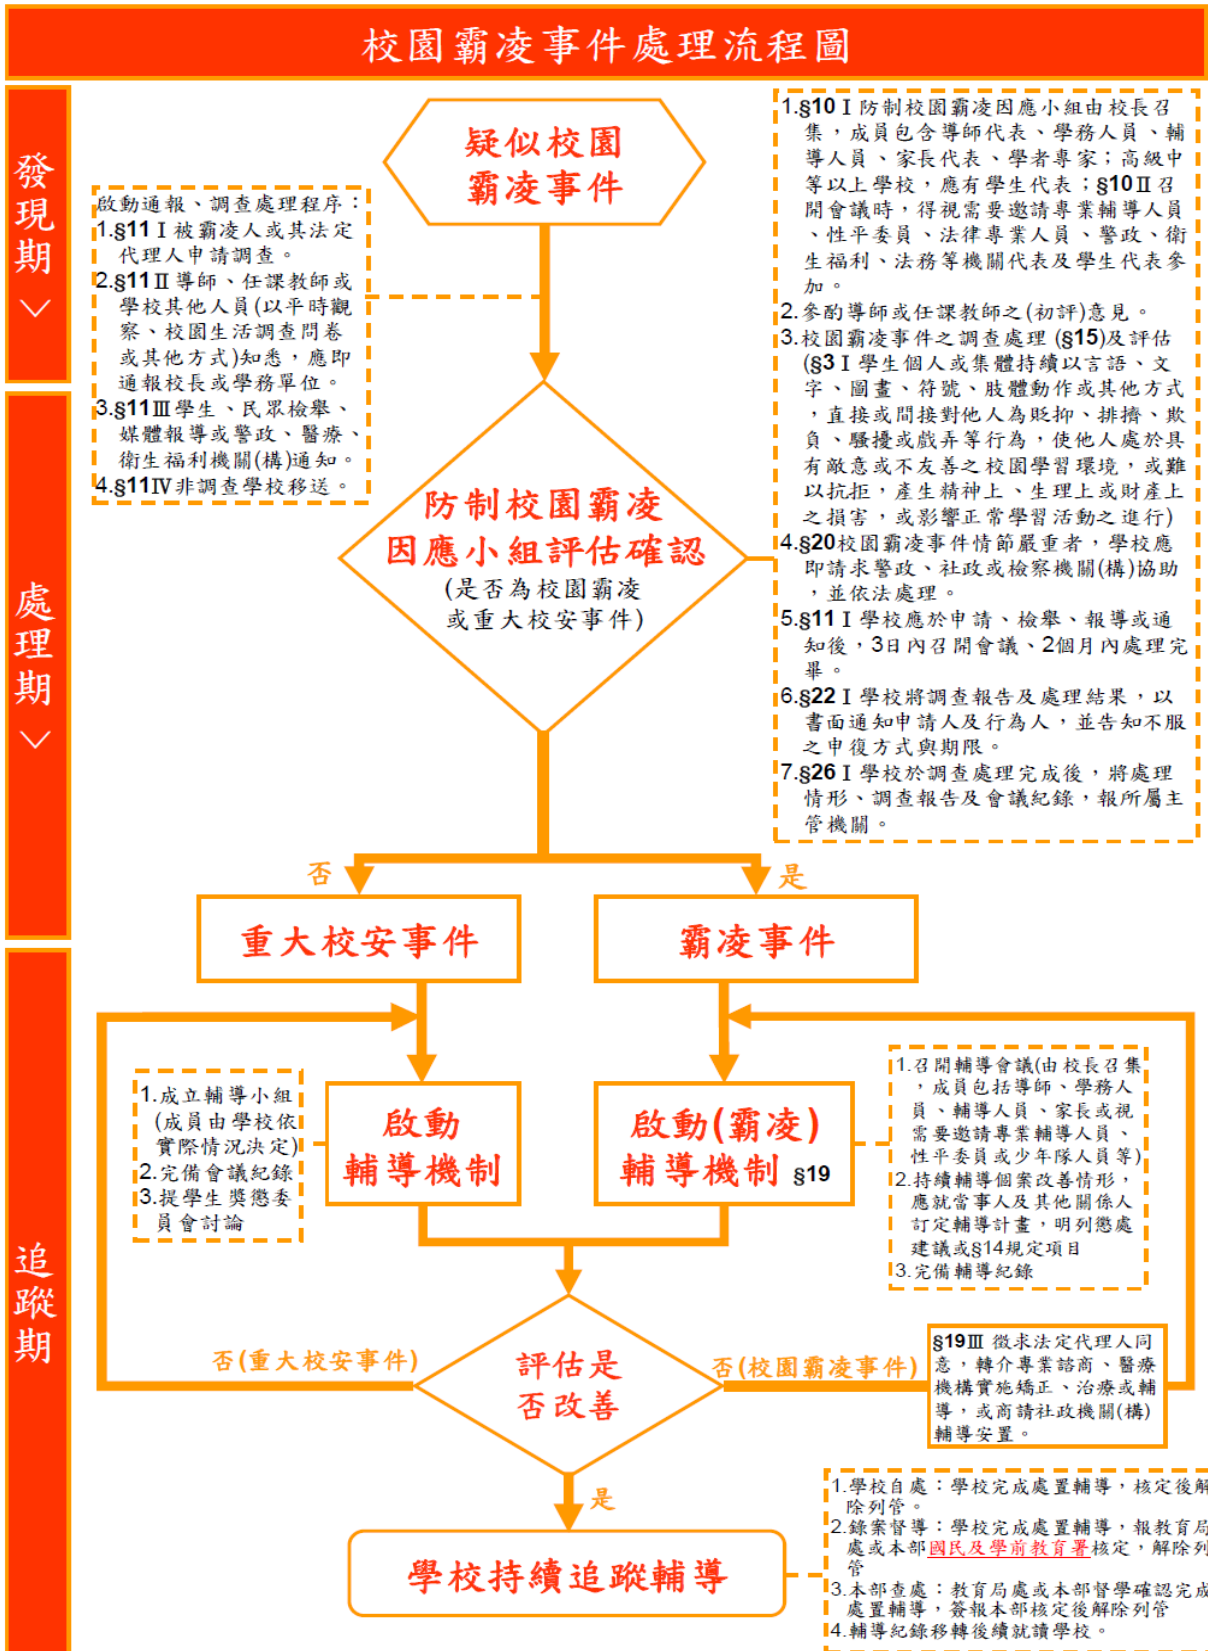 校園霸凌事件處理流程圖
發現期
疑似校園
霸凌事件
啟動通報、調查處理程序：
1.§11Ⅰ被霸凌人或其法定
代理人申請調查。
2.§11Ⅱ導師、任課教師或
學校其他人員(以平時觀
察、校園生活調查問卷
或其他方式)知悉，應即
通報校長或學務單位。
3.§11Ⅲ學生、民眾檢舉、
媒體報導或警政、醫療、
衛生福利機關(構)通知。
4.§11Ⅳ非調查學校移送。
1.§10Ⅰ防制校園霸凌因應小組由校長召
集，成員包含導師代表、學務人員、輔
導人員、家長代表、學者專家；高級中
等以上學校，應有學生代表；§10Ⅱ召
開會議時，得視需要邀請專業輔導人員
、性平委員、法律專業人員、警政、衛
生福利、法務等機關代表及學生代表參
加。
2.參酌導師或任課教師之(初評)意見。
3.校園霸凌事件之調查處理 (§15)及評估
(§3Ⅰ學生個人或集體持續以言語、文
字、圖畫、符號、肢體動作或其他方式
，直接或間接對他人為貶抑、排擠、欺
負、騷擾或戲弄等行為，使他人處於具
有敵意或不友善之校園學習環境，或難
以抗拒，產生精神上、生理上或財產上
之損害，或影響正常學習活動之進行)
4.§20校園霸凌事件情節嚴重者，學校應
即請求警政、社政或檢察機關(構)協助
，並依法處理。
5.§11Ⅰ學校應於申請、檢舉、報導或通
知後，3日內召開會議、2個月內處理完
畢。
6.§22Ⅰ學校將調查報告及處理結果，以
書面通知申請人及行為人，並告知不服
之申復方式與期限。
7.§26Ⅰ學校於調查處理完成後，將處理
情形、調查報告及會議紀錄，報所屬主
管機關。
處理期
防制校園霸凌
因應小組評估確認
(是否為校園霸凌
或重大校安事件)
否
是
重大校安事件
霸凌事件
追蹤期
1.成立輔導小組
(成員由學校依
實際情況決定)
2.完備會議紀錄
3.提學生獎懲委
員會討論
啟動
輔導機制
啟動(霸凌)
輔導機制 §19
1.召開輔導會議(由校長召集
，成員包括導師、學務人
員、輔導人員、家長或視
需要邀請專業輔導人員、
性平委員或少年隊人員等)
2.持續輔導個案改善情形，
應就當事人及其他關係人
訂定輔導計畫，明列懲處
建議或§14規定項目
3.完備輔導紀錄
否(重大校安事件)
評估是
否改善
否(校園霸凌事件)
§19Ⅲ 徵求法定代理人同
意，轉介專業諮商、醫療
機構實施矯正、治療或輔
導，或商請社政機關(構)
輔導安置。
是
學校持續追蹤輔導
1.學校自處：學校完成處置輔導，核定後解
除列管。
2.錄案督導：學校完成處置輔導，報教育局
處或本部國民及學前教育署核定，解除列
管
3.本部查處：教育局處或本部督學確認完成
處置輔導，簽報本部核定後解除列管
4.輔導紀錄移轉後續就讀學校。